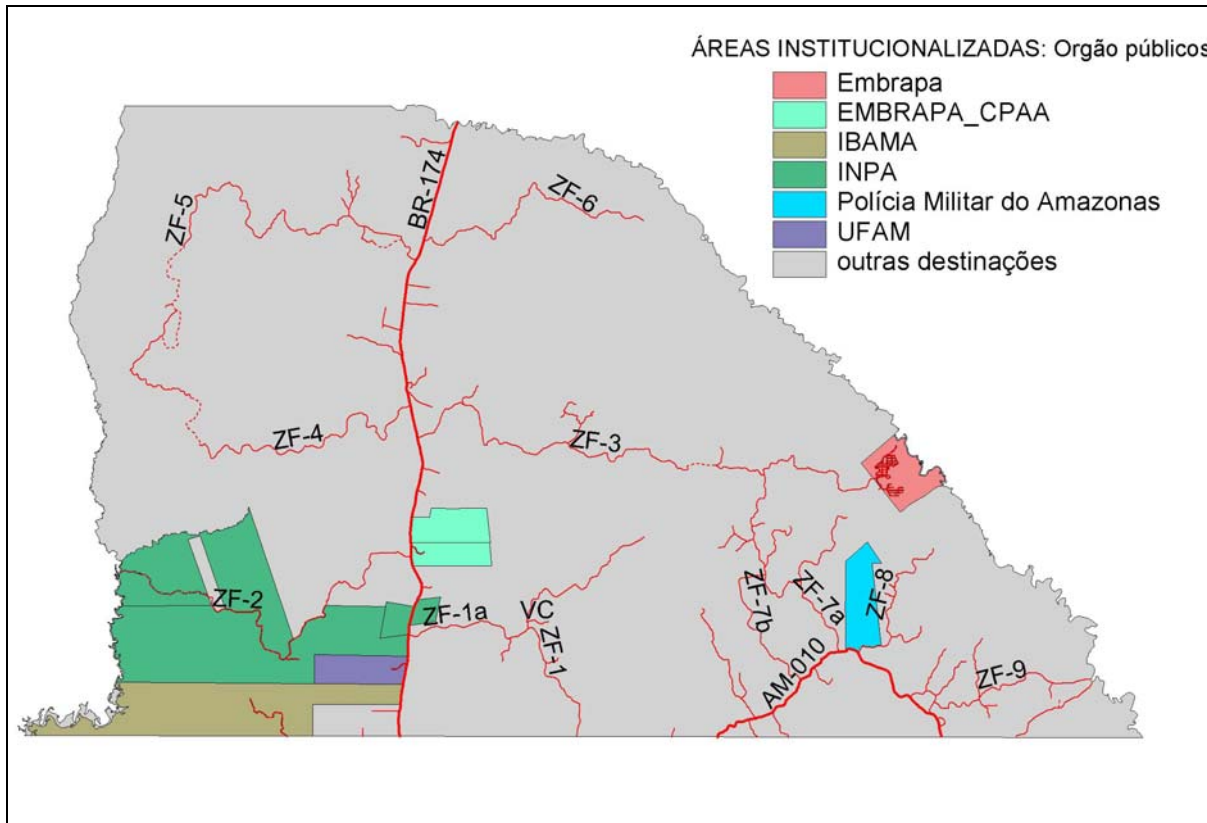 ÁREAS INSTITUCIONALIZADAS: Orgão públicos
Embrapa
EMBRAPA_CPAA
IBAMA
INPA
Polícia Militar do Amazonas
UFAM
outras destinações
BR-174
ZF-6
ZF-5
ZF-4
ZF-3
ZF-2
ZF-1a
VC
ZF-1
ZF-7b
ZF-7a
ZF-8
AM-010
ZF-9